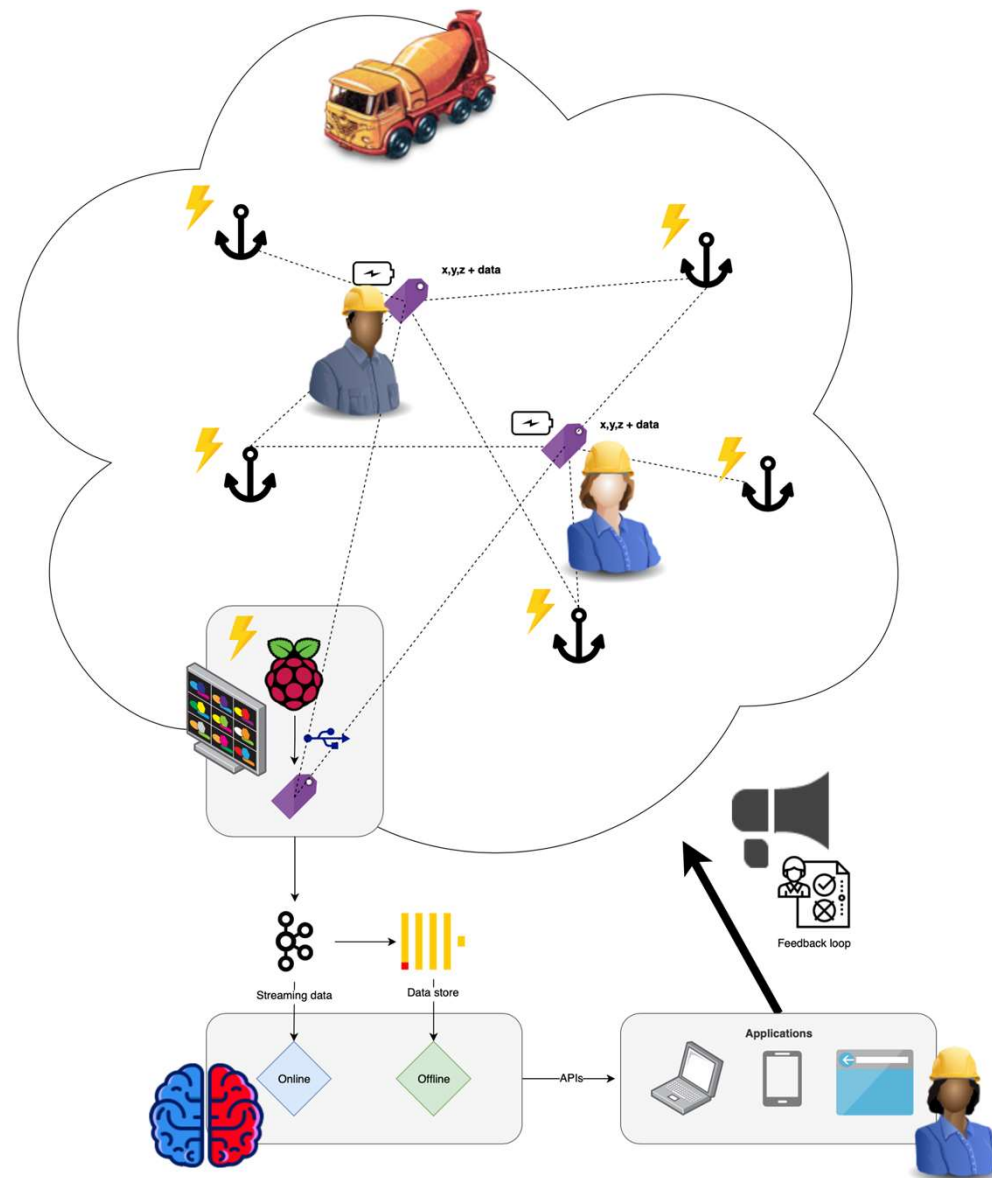 x,y,z + data
x,y,z + data
Feedback loop
Streaming data
Data store
Applications
Online
Offline
APIs